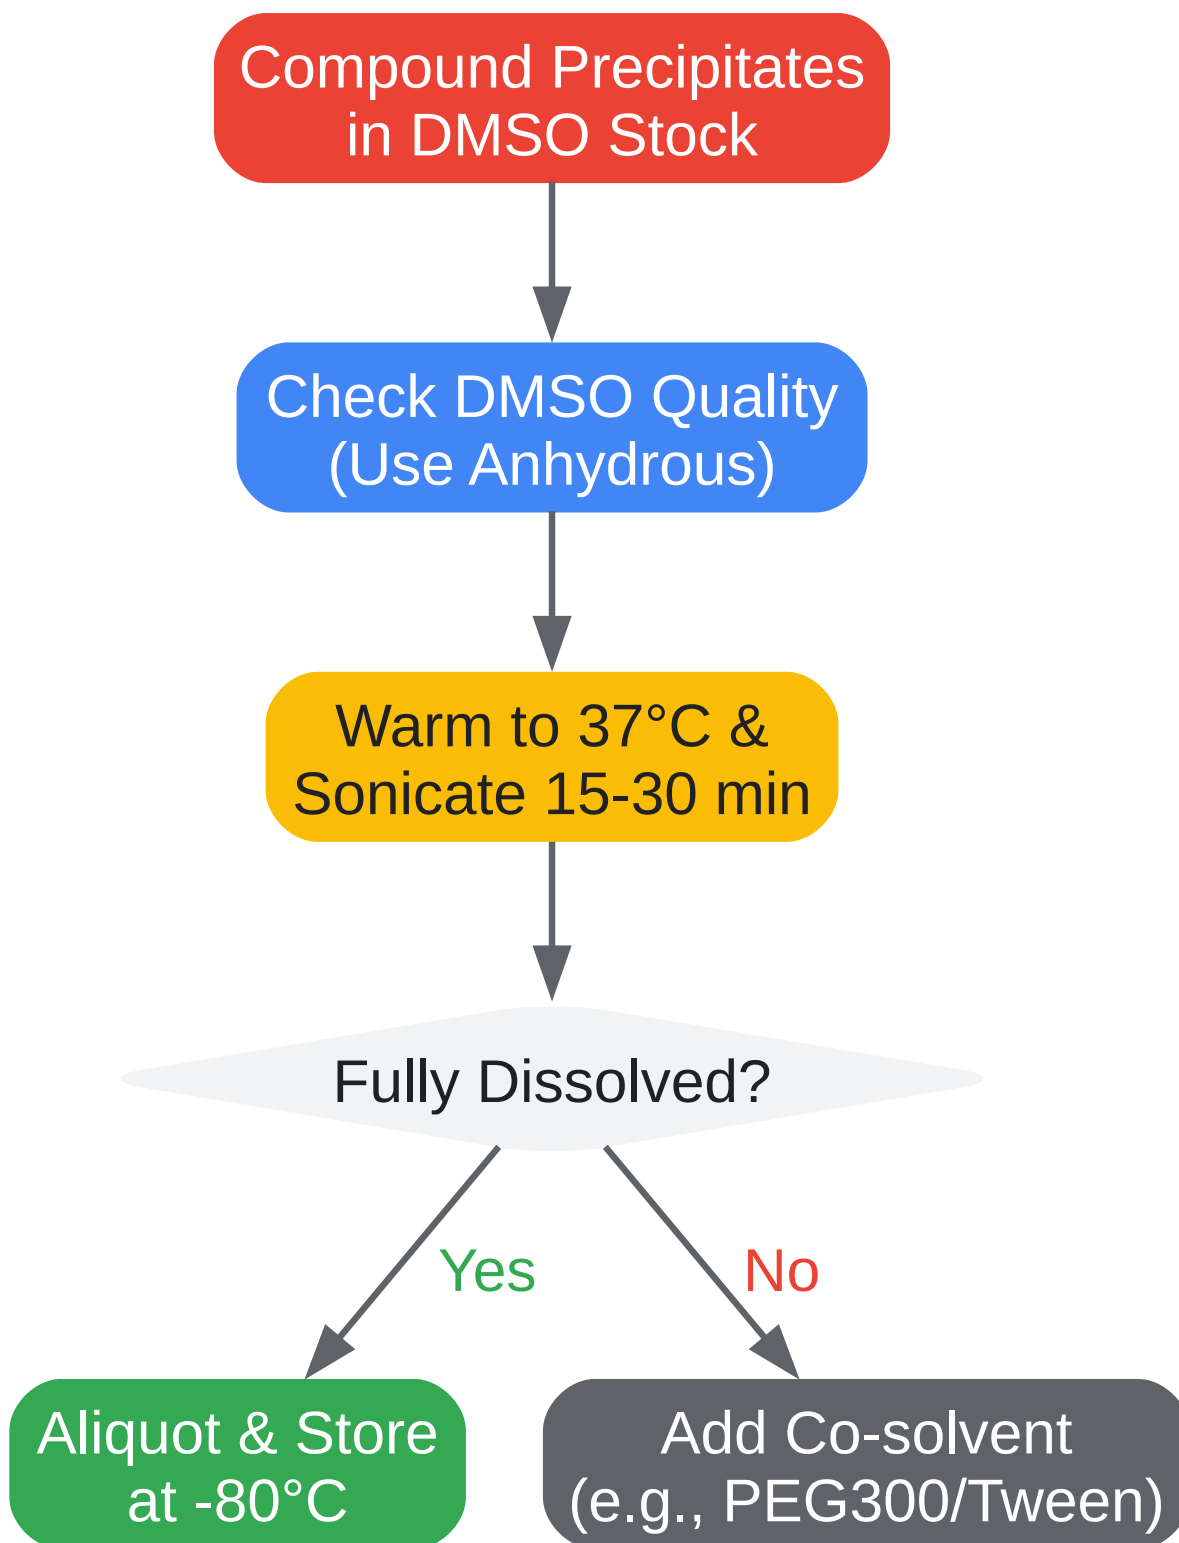 Compound Precipitates
in DMSO Stock
Check DMSO Quality
(Use Anhydrous)
Warm to 37°C &
Sonicate 15-30 min
Fully Dissolved?
Yes
No
Aliquot & Store
at -80°C
Add Co-solvent
(e.g., PEG300/Tween)